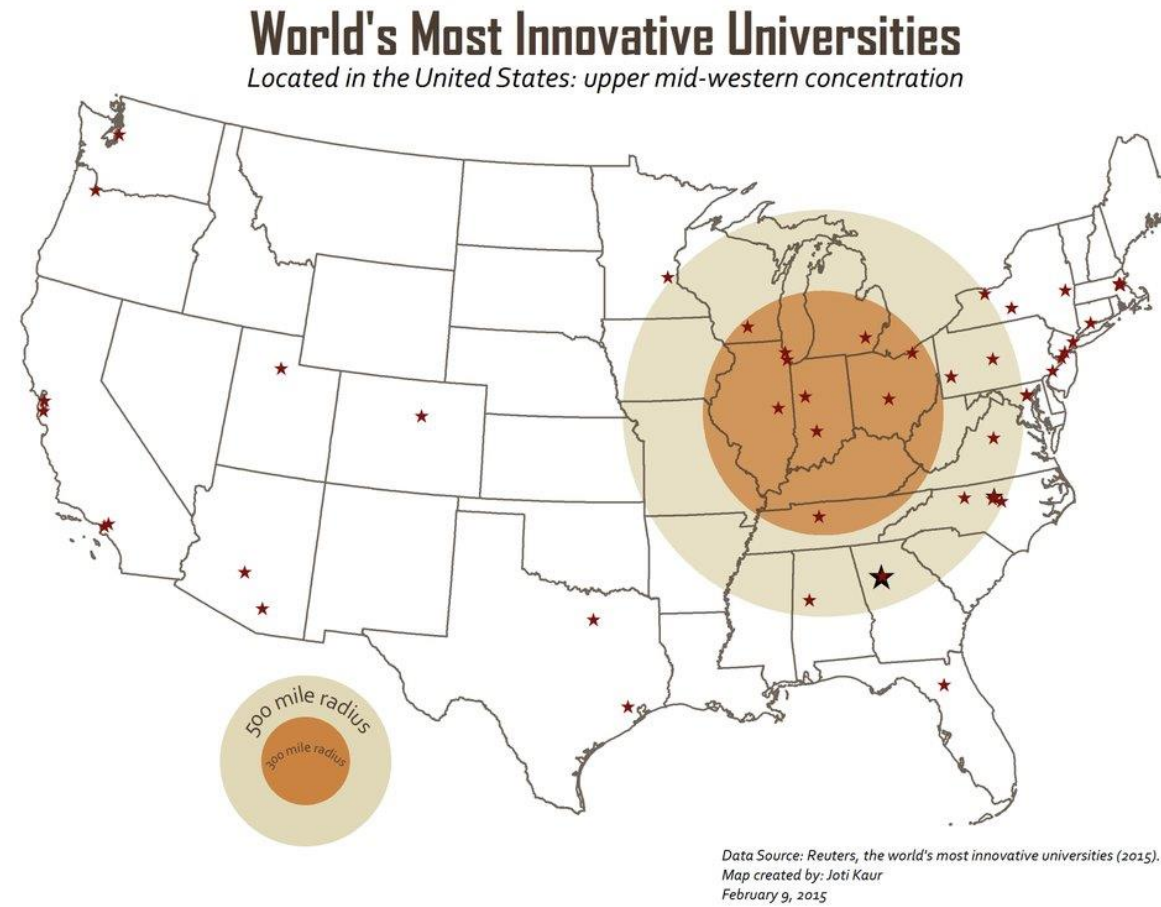 World's Most Innovative Universities
Located in the United States: upper mid-western concentration
500 mile radius
300 mile radius
Data Source: Reuters, the world's most innovative universities (2015).
Map created by: Joti Kaur
February 9, 2015